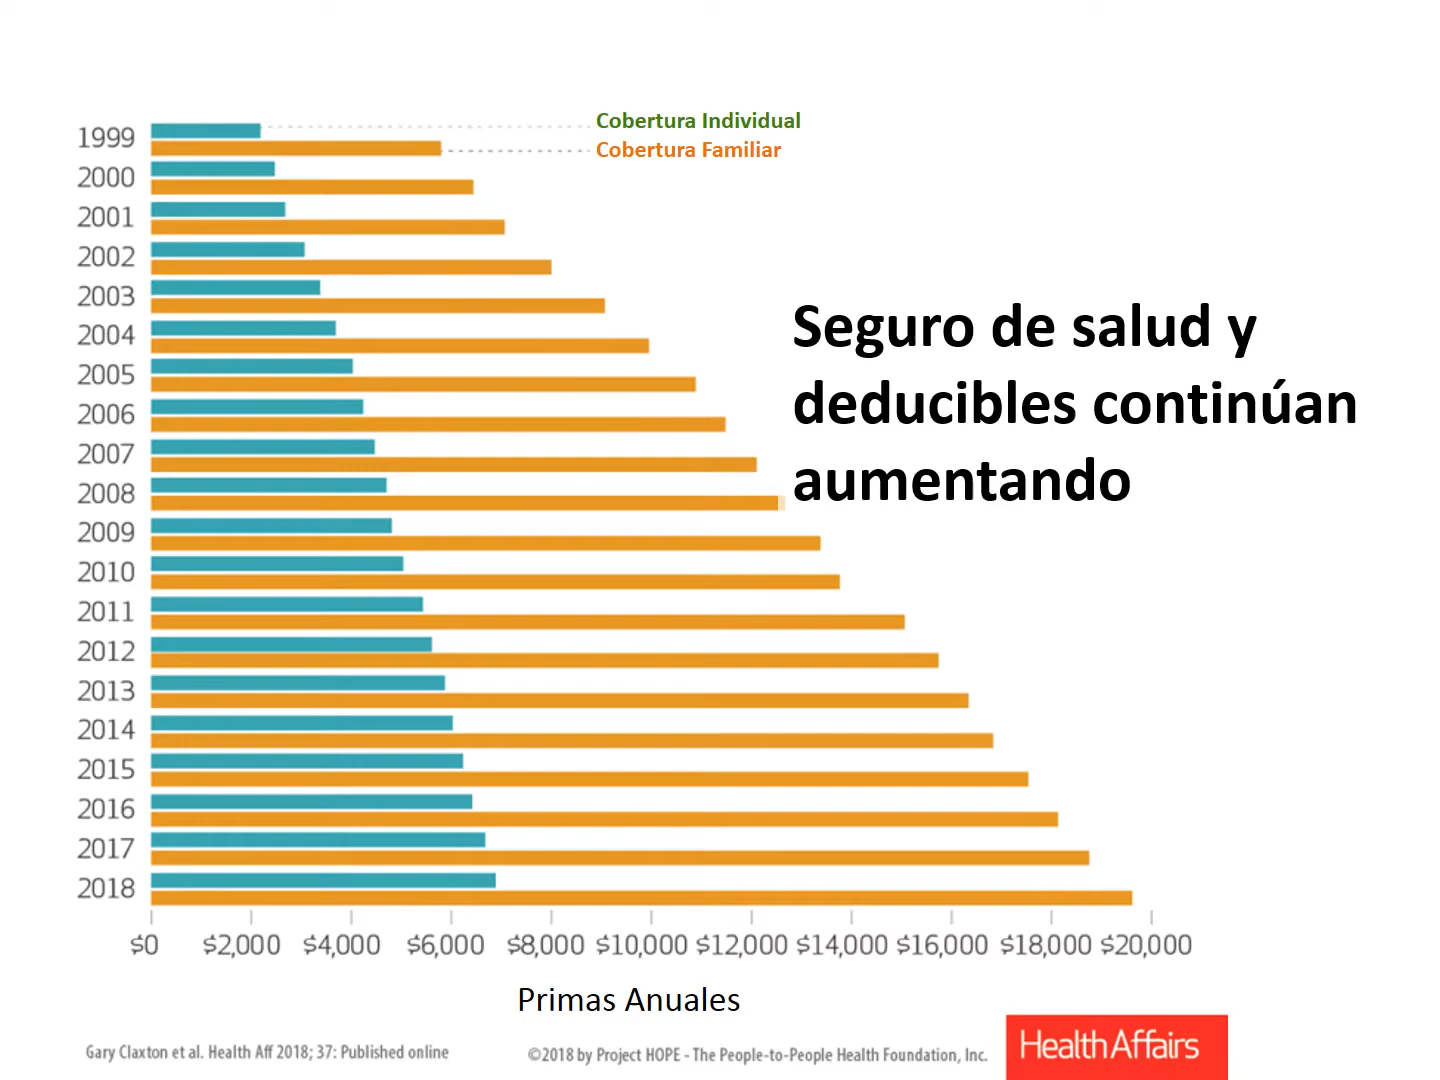 Cobertura Individual
Cobertura Familiar
1999
2000
2001
2002
2003
2004
2005
2006
2007
2008
2009
2010
2011
2012
2013
2014
2015
2016
2017
2018
Seguro de salud y
deducibles continúan
aumentando
$0 $2,000 $4,000 $6,000 $8,000 $10,000 $12,000 $14,000 $16,000 $18,000 $20,000
Primas Anuales
Gary Claxton et al. Health Aff 2018; 37: Published online
©2018 by Project HOPE - The People-to-People Health Foundation, Inc.
HealthAffairs